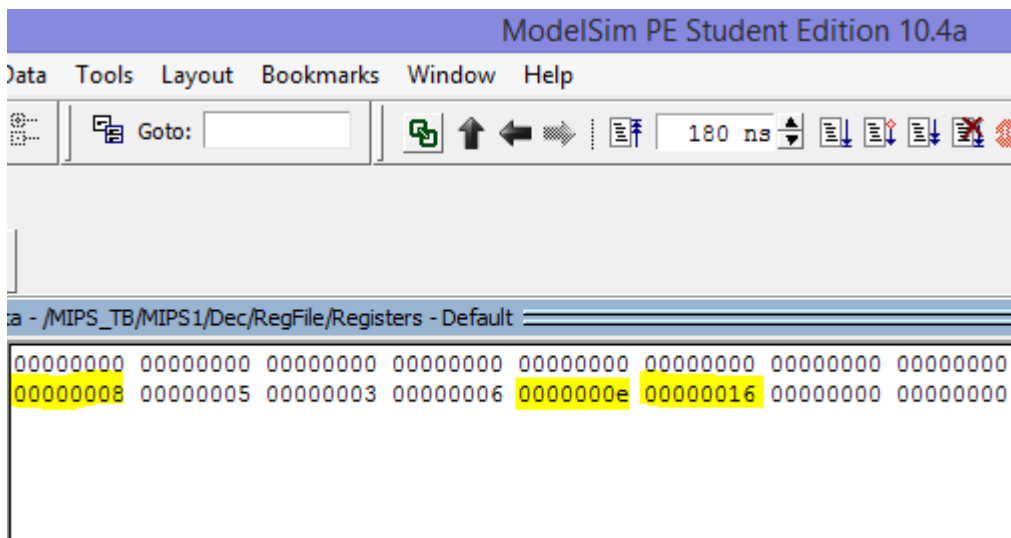 ModelSim PE Student Edition 10.4a
Data Tools Layout Bookmarks Window Help
Goto: 180 ns
ta - /MIPS_TB/MIPS1/Dec/RegFile/Registers - Default
00000000 00000000 00000000 00000000 00000000 00000000 00000000 00000000
00000008 00000005 00000003 00000006 0000000e 00000016 00000000 00000000